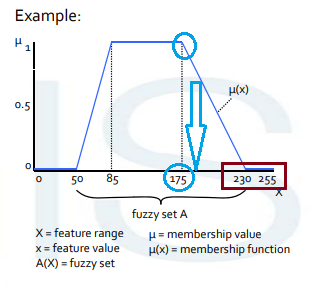 Example:
μ
1
μ(x)
0.5
0
0 50 85 175 230 255
X
fuzzy set A
X = feature range μ = membership value
x = feature value μ(x) = membership function
A(X) = fuzzy set